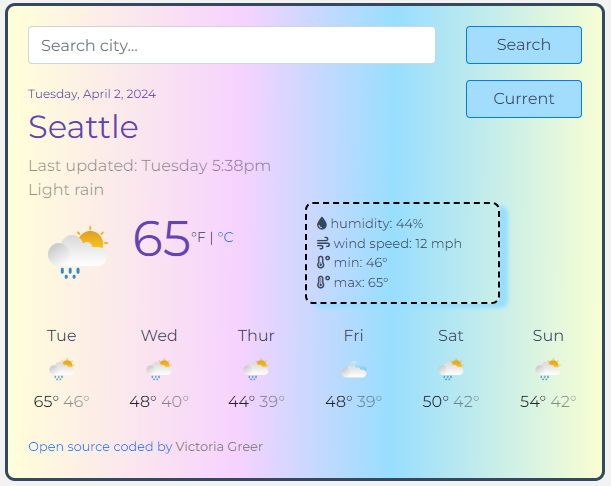 Search city...
Search
Current
Tuesday, April 2, 2024
Seattle
Last updated: Tuesday 5:38pm
Light rain
65°F | °C
humidity: 44%
wind speed: 12 mph
min: 46°
max: 65°
Tue Wed Thur Fri Sat Sun
65° 46° 48° 40° 44° 39° 48° 39° 50° 42° 54° 42°
Open source coded by Victoria Greer